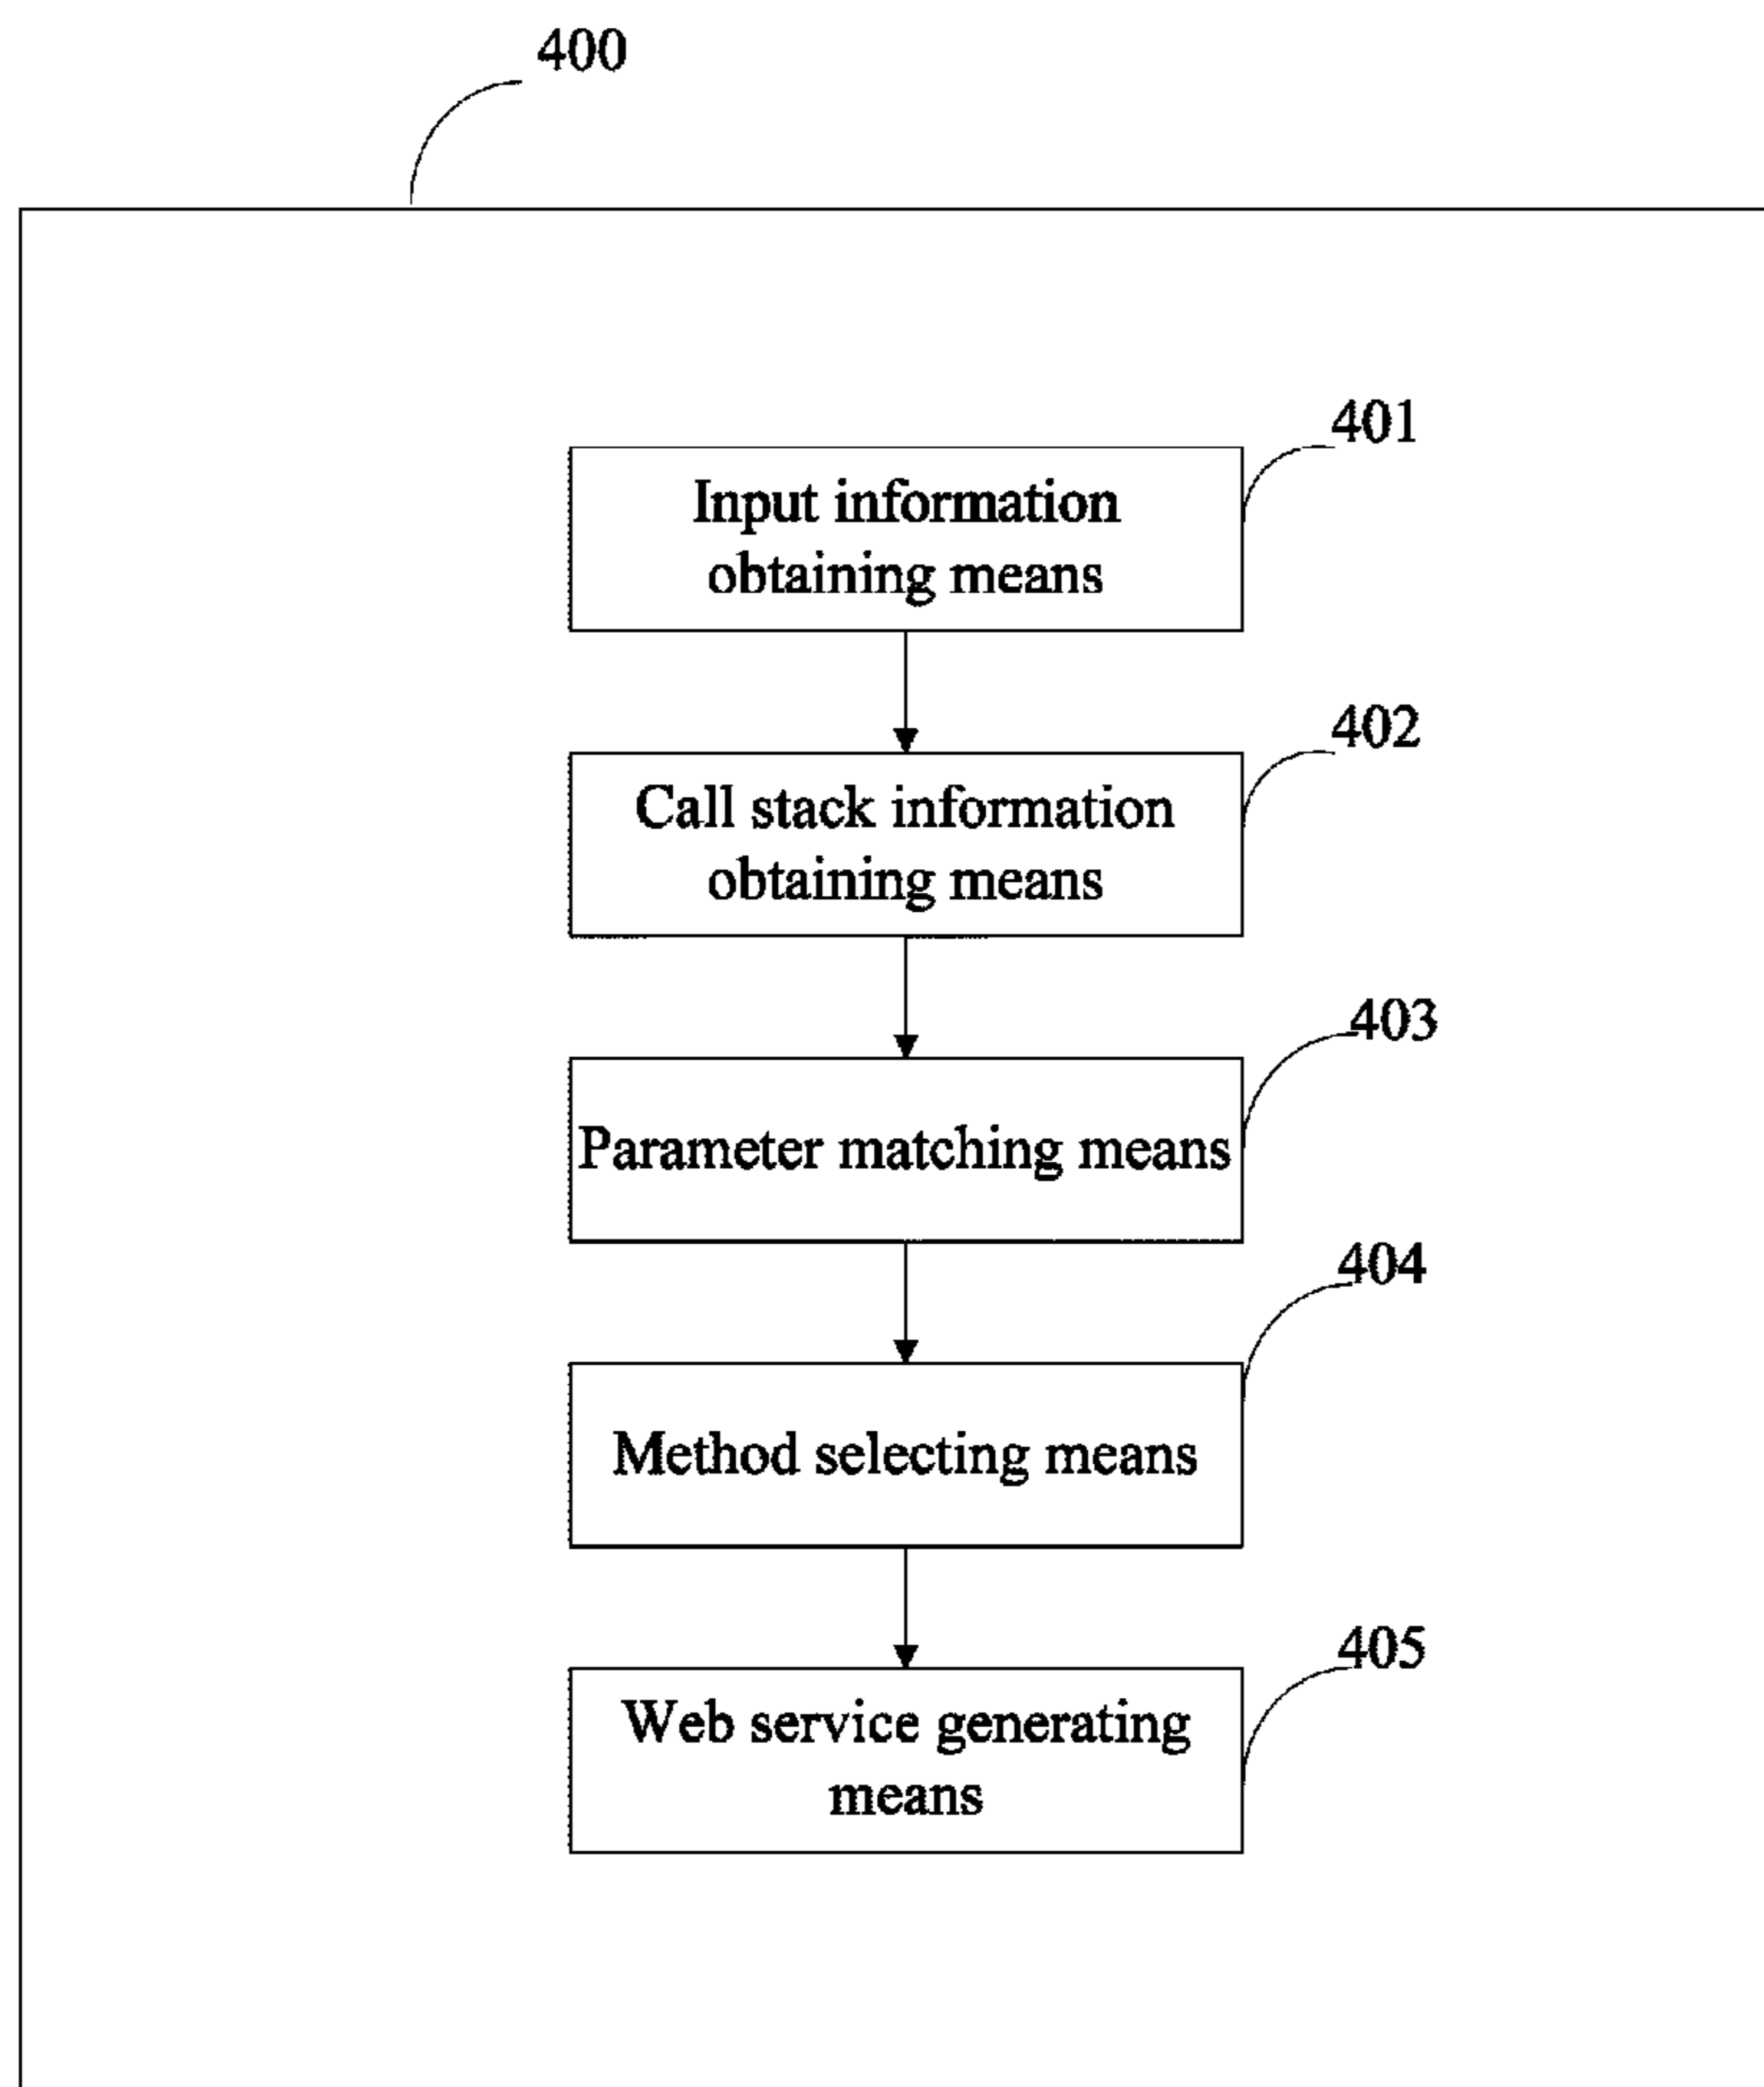 400
401
Input information
obtaining means
402
Call stack information
obtaining means
403
Parameter matching means
404
Method selecting means
405
Web service generating
means